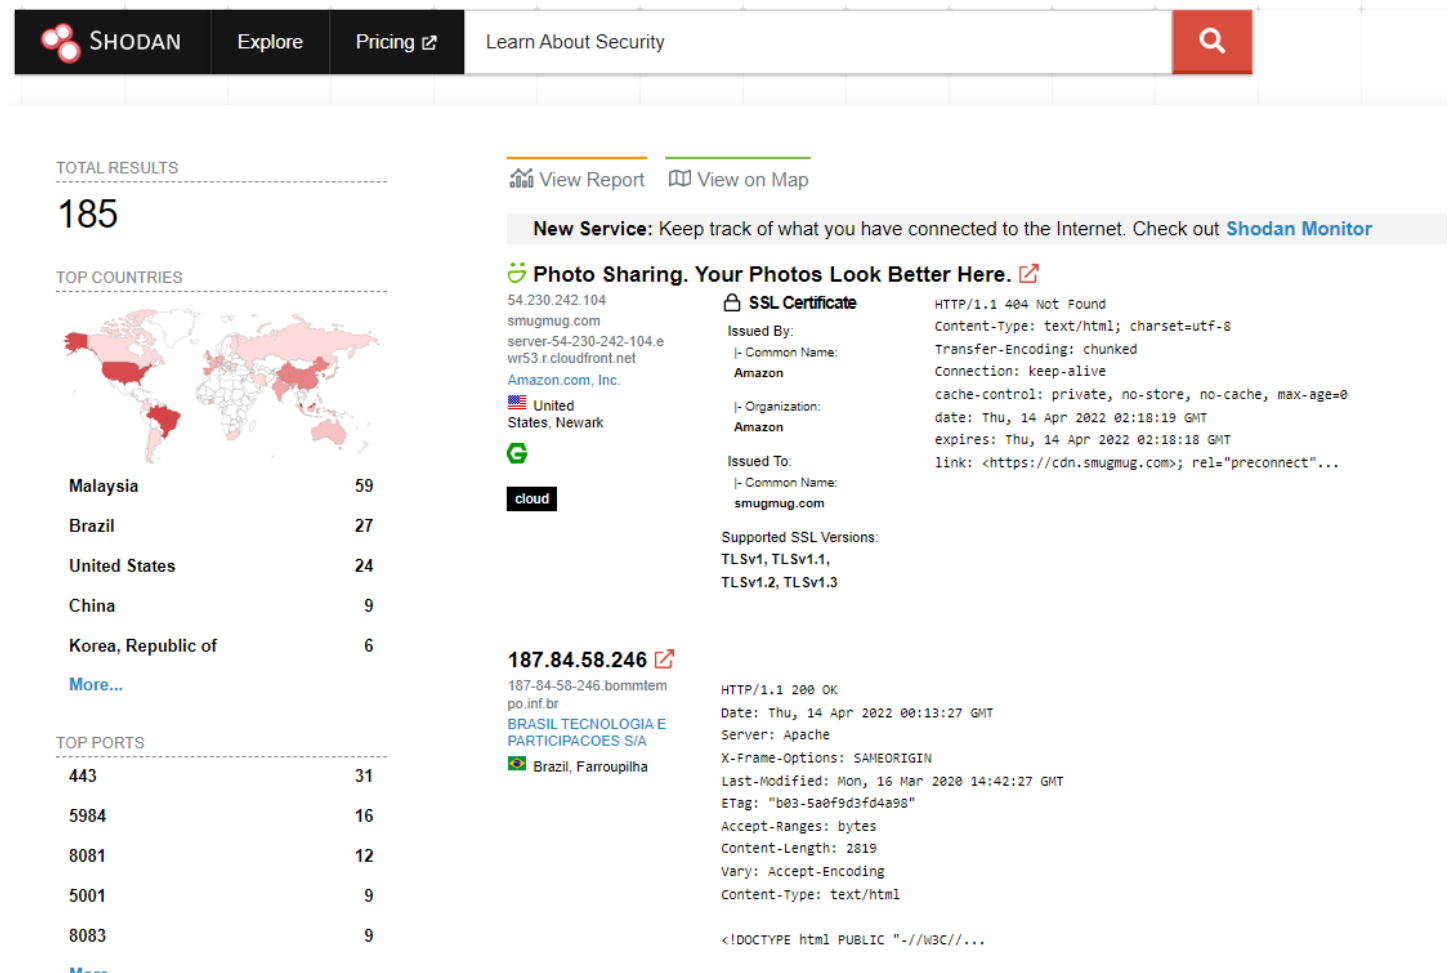 SHODAN Explore Pricing Learn About Security
TOTAL RESULTS
185
TOP COUNTRIES
Malaysia 59
Brazil 27
United States 24
China 9
Korea, Republic of 6
More...
TOP PORTS
443 31
5984 16
8081 12
5001 9
8083 9
More...
View Report View on Map
New Service: Keep track of what you have connected to the Internet. Check out Shodan Monitor
Photo Sharing. Your Photos Look Better Here.
54.230.242.104
smugmug.com
server-54-230-242-104.e
wr53.r.cloudfront.net
Amazon.com, Inc.
United
States, Newark
G
cloud
SSL Certificate
Issued By:
|- Common Name:
Amazon
|- Organization:
Amazon
Issued To:
|- Common Name:
smugmug.com
Supported SSL Versions:
TLSv1, TLSv1.1,
TLSv1.2, TLSv1.3
HTTP/1.1 404 Not Found
Content-Type: text/html; charset=utf-8
Transfer-Encoding: chunked
Connection: keep-alive
cache-control: private, no-store, no-cache, max-age=0
date: Thu, 14 Apr 2022 02:18:19 GMT
expires: Thu, 14 Apr 2022 02:18:18 GMT
link: <https://cdn.smugmug.com>; rel="preconnect"...
187.84.58.246
187-84-58-246.bommtem
po.inf.br
BRASIL TECNOLOGIA E
PARTICIPACOES S/A
Brazil, Farroupilha
HTTP/1.1 200 OK
Date: Thu, 14 Apr 2022 00:13:27 GMT
Server: Apache
X-Frame-Options: SAMEORIGIN
Last-Modified: Mon, 16 Mar 2020 14:42:27 GMT
ETag: "b03-5a0f9d3fd4a98"
Accept-Ranges: bytes
Content-Length: 2819
Vary: Accept-Encoding
Content-Type: text/html
<!DOCTYPE html PUBLIC "-//W3C//...